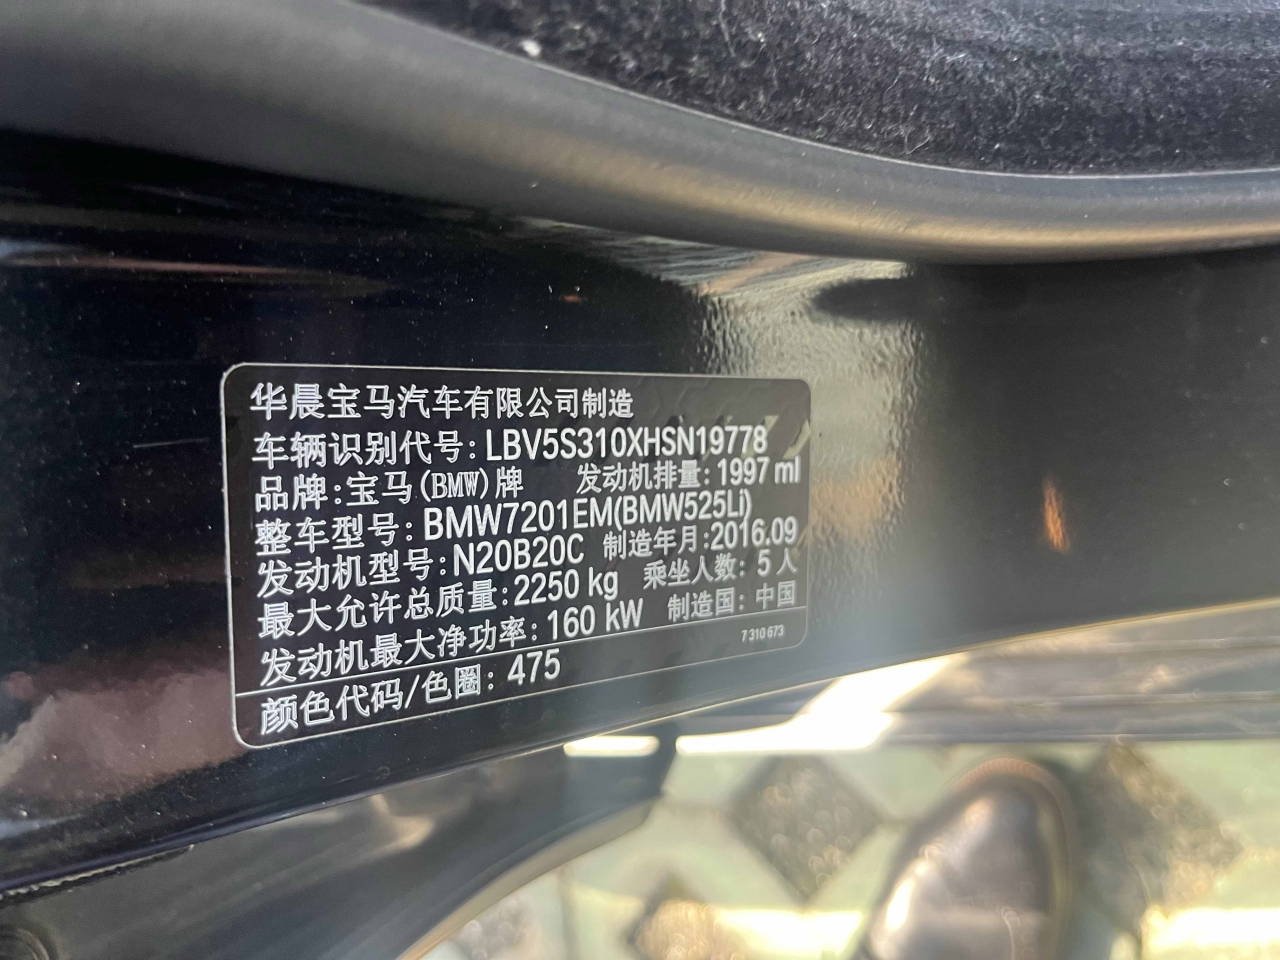 华晨宝马汽车有限公司制造
车辆识别代号: LBV5S310XHSN19778
品牌:宝马(BMW)牌 发动机排量: 1997 ml
整车型号: BMW7201EM(BMW525Li)
发动机型号: N20B20C 制造年月:2016.09
最大允许总质量: 2250 kg 乘坐人数: 5 人
发动机最大净功率: 160 kW 制造国: 中国
7 310 673
颜色代码/色圈: 475